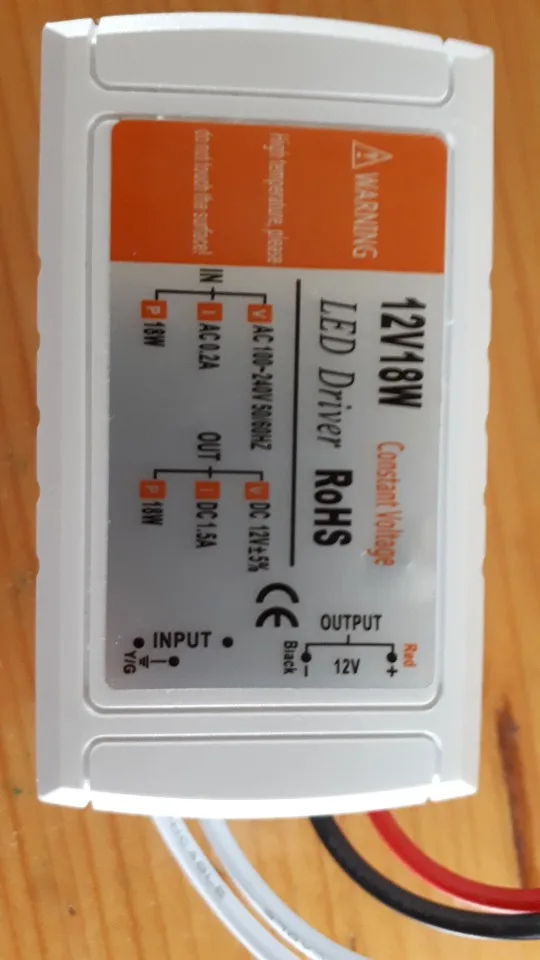 WARNING
High temperature, please
do not touch the surface!
12V18W Constant Voltage
LED Driver RoHS
IN
V AC 100~240V 50/60HZ
I AC 0.2A
P 18W
OUT
V DC 12V±5%
I DC 1.5A
P 18W
CE
Red
+
OUTPUT
12V
Black
-
INPUT
Y/G